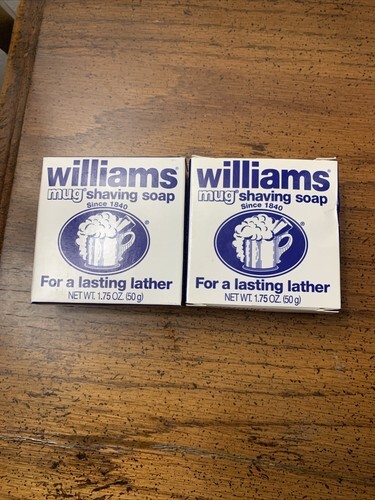 williams®
mug® shaving soap
Since 1840
®
For a lasting lather
NET WT. 1.75 OZ. (50 g)
williams®
mug® shaving soap
Since 1840
®
For a lasting lather
NET WT. 1.75 OZ. (50 g)